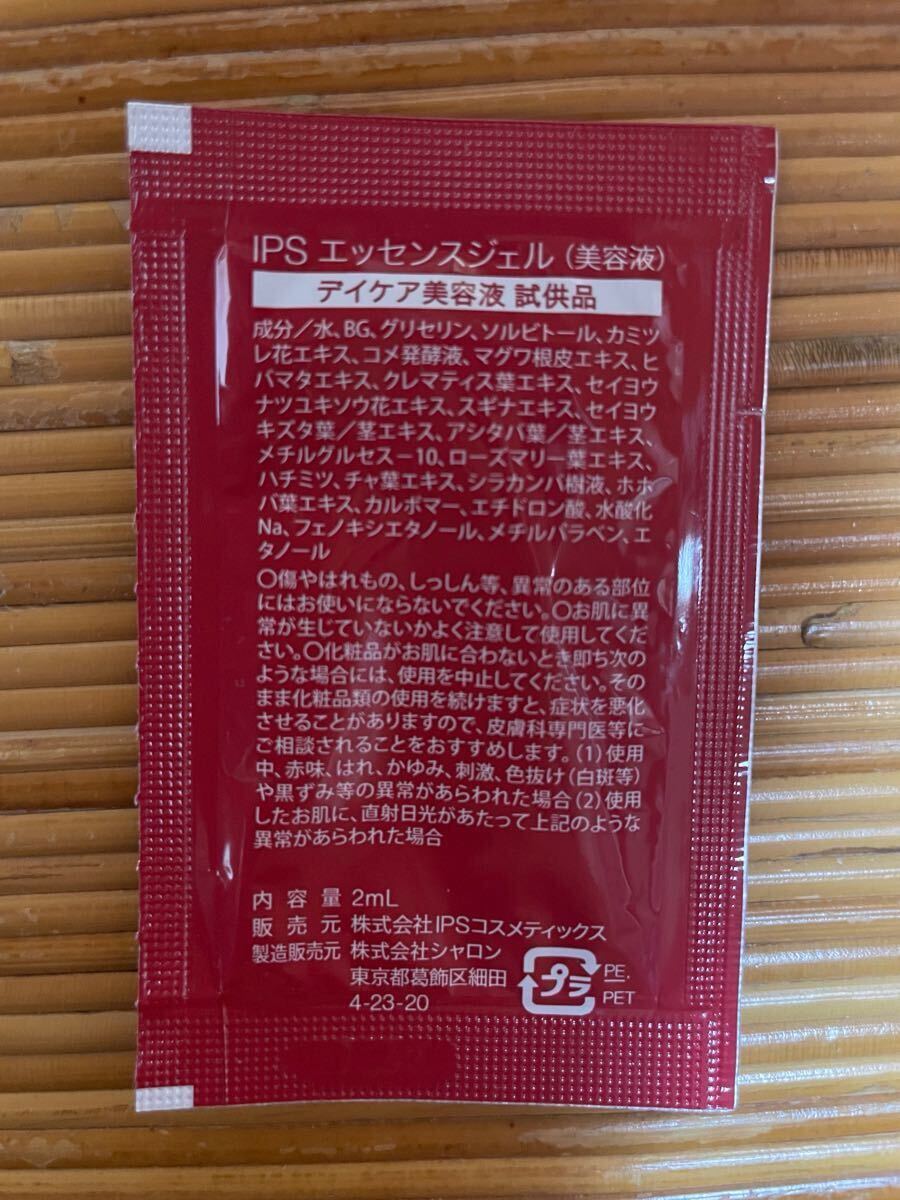 IPS エッセンスジェル（美容液）
デイケア美容液 試供品
成分／水、BG、グリセリン、ソルビトール、カミツ
レ花エキス、コメ発酵液、マグワ根皮エキス、ヒ
バマタエキス、クレマティス葉エキス、セイヨウ
ナツユキソウ花エキス、スギナエキス、セイヨウ
キズタ葉／茎エキス、アシタバ葉／茎エキス、
メチルグルセス－10、ローズマリー葉エキス、
ハチミツ、チャ葉エキス、シラカンバ樹液、ホホ
バ葉エキス、カルボマー、エチドロン酸、水酸化
Na、フェノキシエタノール、メチルパラベン、エ
タノール
○傷やはれもの、しっしん等、異常のある部位
にはお使いにならないでください。○お肌に異
常が生じていないかよく注意して使用してくだ
さい。○化粧品がお肌に合わないとき即ち次の
ような場合には、使用を中止してください。その
まま化粧品類の使用を続けますと、症状を悪化
させることがありますので、皮膚科専門医等に
ご相談されることをおすすめします。（1）使用
中、赤味、はれ、かゆみ、刺激、色抜け（白斑等）
や黒ずみ等の異常があらわれた場合（2）使用
したお肌に、直射日光があたって上記のような
異常があらわれた場合
内容量 2mL
販売元 株式会社IPSコスメティックス
製造販売元 株式会社シャロン
東京都葛飾区細田
4-23-20
プラ
PE.
PET